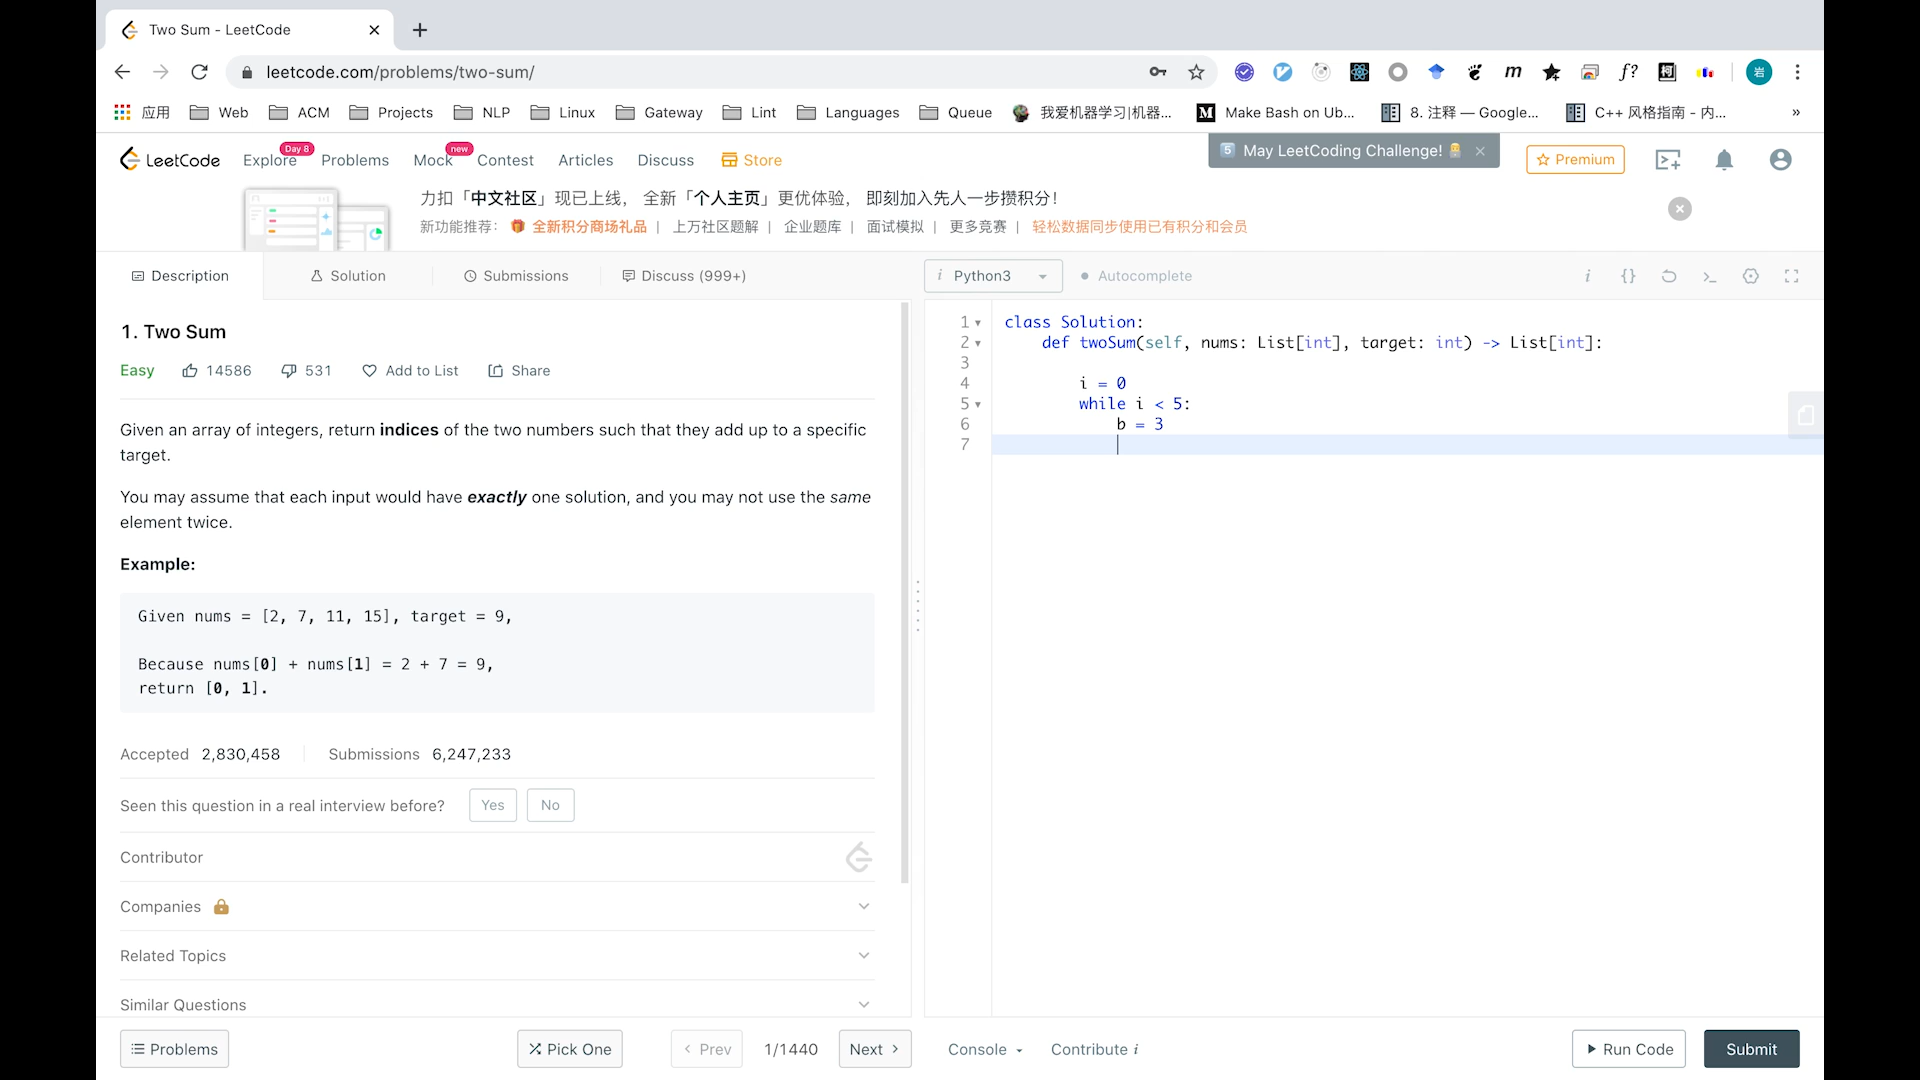 Two Sum - LeetCode
leetcode.com/problems/two-sum/
m f? 岩
应用 Web ACM Projects NLP Linux Gateway Lint Languages Queue 我爱机器学习|机器... M Make Bash on Ub... 8. 注释 — Google... C++ 风格指南 - 内... »
LeetCode Explore Day 8 Problems Mock new Contest Articles Discuss Store 5 May LeetCoding Challenge! Premium
力扣「中文社区」现已上线， 全新「个人主页」更优体验， 即刻加入先人一步攒积分！
新功能推荐： 全新积分商场礼品 | 上万社区题解 | 企业题库 | 面试模拟 | 更多竞赛 | 轻松数据同步使用已有积分和会员
Description Solution Submissions Discuss (999+)
i Python3 Autocomplete i {}
1. Two Sum
Easy 14586 531 Add to List Share
Given an array of integers, return indices of the two numbers such that they add up to a specific
target.
You may assume that each input would have exactly one solution, and you may not use the same
element twice.
Example:
Given nums = [2, 7, 11, 15], target = 9,
Because nums[0] + nums[1] = 2 + 7 = 9,
return [0, 1].
Accepted 2,830,458 Submissions 6,247,233
Seen this question in a real interview before? Yes No
Contributor
Companies
Related Topics
Similar Questions
1 class Solution:
2 def twoSum(self, nums: List[int], target: int) -> List[int]:
3
4 i = 0
5 while i < 5:
6 b = 3
7
Problems Pick One Prev 1/1440 Next Console Contribute i Run Code Submit